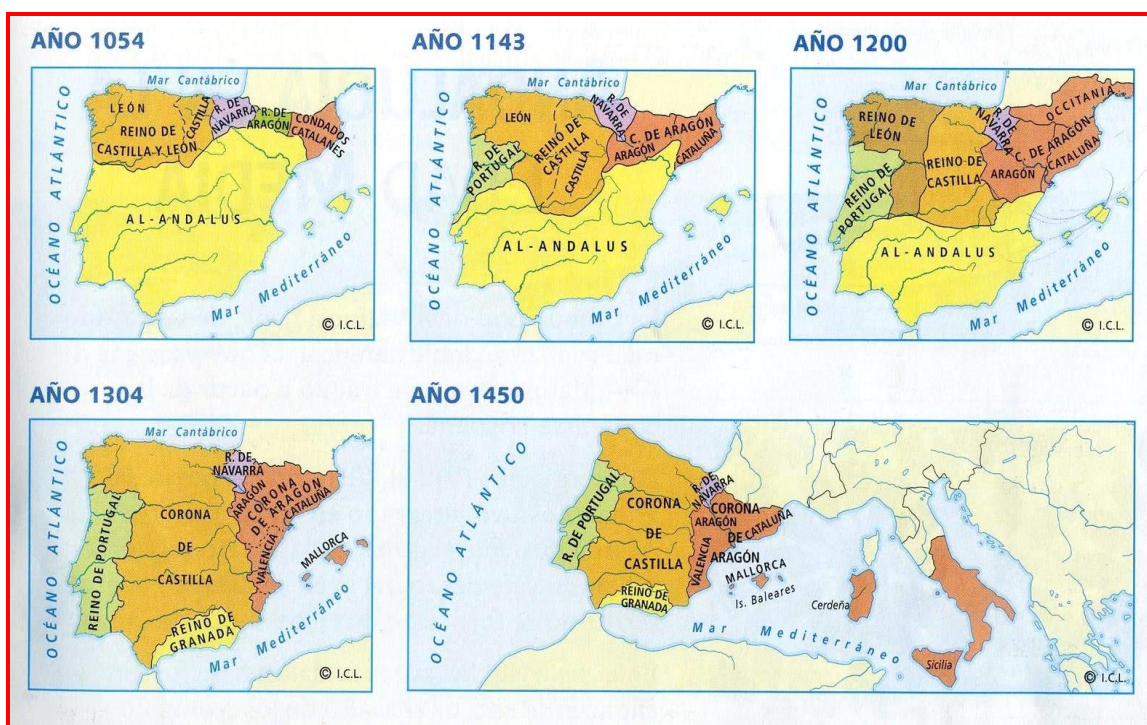 AÑO 1054
Mar Cantábrico
OCÉANO ATLÁNTICO
LEÓN
REINO DE
CASTILLA Y LEÓN
CASTILLA
R. DE
NAVARRA
R. DE
ARAGÓN
CONDADOS
CATALANES
AL-ANDALUS
Mar Mediterráneo
© I.C.L.
AÑO 1143
Mar Cantábrico
OCÉANO ATLÁNTICO
LEÓN
R. DE
PORTUGAL
REINO DE
CASTILLA
CASTILLA
R. DE
NAVARRA
C. DE ARAGÓN
ARAGÓN
CATALUÑA
AL-ANDALUS
Mar Mediterráneo
© I.C.L.
AÑO 1200
Mar Cantábrico
OCÉANO ATLÁNTICO
REINO DE
LEÓN
REINO DE
PORTUGAL
REINO DE
CASTILLA
R. DE
NAVARRA
OCCITANIA
C. DE ARAGÓN-
CATALUÑA
ARAGÓN
AL-ANDALUS
Mar Mediterráneo
© I.C.L.
AÑO 1304
Mar Cantábrico
OCÉANO ATLÁNTICO
R. DE
NAVARRA
REINO DE PORTUGAL
CORONA
DE
CASTILLA
ARAGÓN
CORONA
DE ARAGÓN
CATALUÑA
VALENCIA
MALLORCA
REINO DE
GRANADA
Mar Mediterráneo
© I.C.L.
AÑO 1450
OCÉANO ATLÁNTICO
R. DE PORTUGAL
CORONA
DE
CASTILLA
R. DE
NAVARRA
CORONA
DE
ARAGÓN
ARAGÓN
CATALUÑA
VALENCIA
MALLORCA
Is. Baleares
REINO DE
GRANADA
Cerdeña
Sicilia
Mar Mediterráneo
© I.C.L.